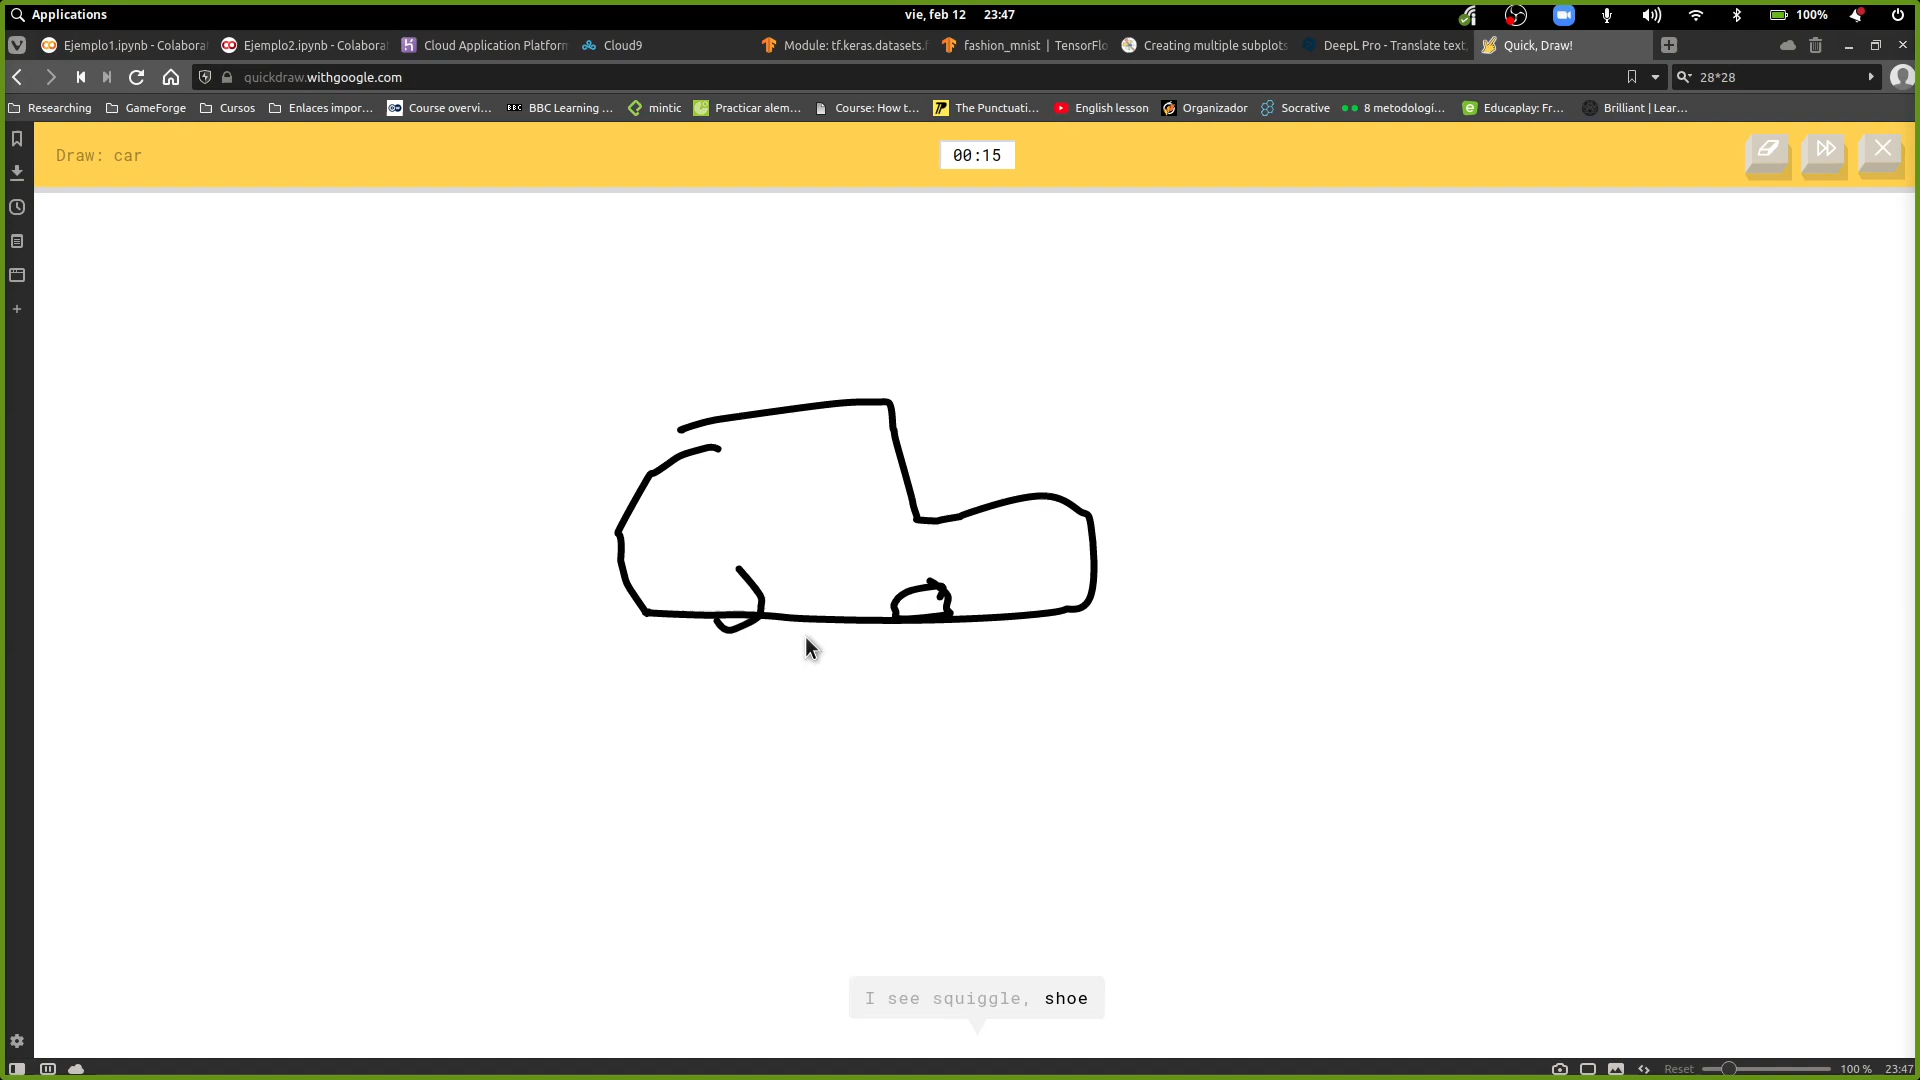 Applications
vie, feb 12 23:47
100%
Ejemplo1.ipynb - Colabora
Ejemplo2.ipynb - Colabora
Cloud Application Platform
Cloud9
Module: tf.keras.datasets.f
fashion_mnist | TensorFlo
Creating multiple subplots
DeepL Pro - Translate text,
Quick, Draw!
quickdraw.withgoogle.com
28*28
Researching
GameForge
Cursos
Enlaces impor...
Course overvi...
BBC BBC Learning ...
mintic
Practicar alem...
Course: How t...
The Punctuati...
English lesson
Organizador
Socrative
8 metodologí...
Educaplay: Fr...
Brilliant | Lear...
Draw: car
00:15
I see squiggle, shoe
Reset
100 %
23:47